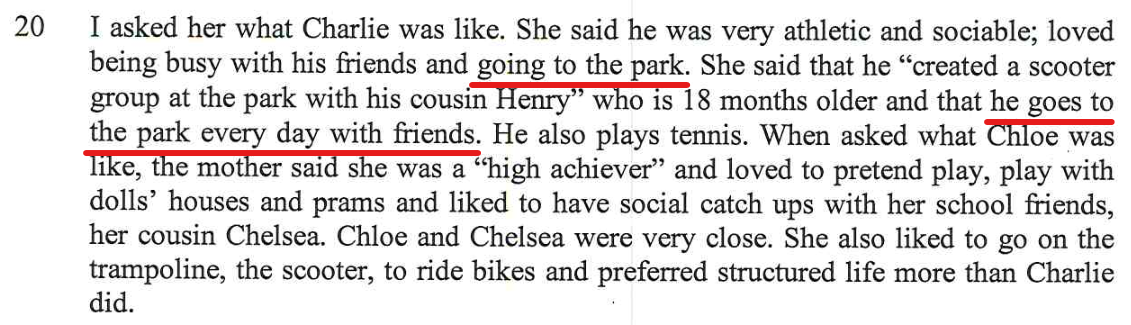 20 I asked her what Charlie was like. She said he was very athletic and sociable; loved
being busy with his friends and going to the park. She said that he “created a scooter
group at the park with his cousin Henry” who is 18 months older and that he goes to
the park every day with friends. He also plays tennis. When asked what Chloe was
like, the mother said she was a “high achiever” and loved to pretend play, play with
dolls’ houses and prams and liked to have social catch ups with her school friends,
her cousin Chelsea. Chloe and Chelsea were very close. She also liked to go on the
trampoline, the scooter, to ride bikes and preferred structured life more than Charlie
did.